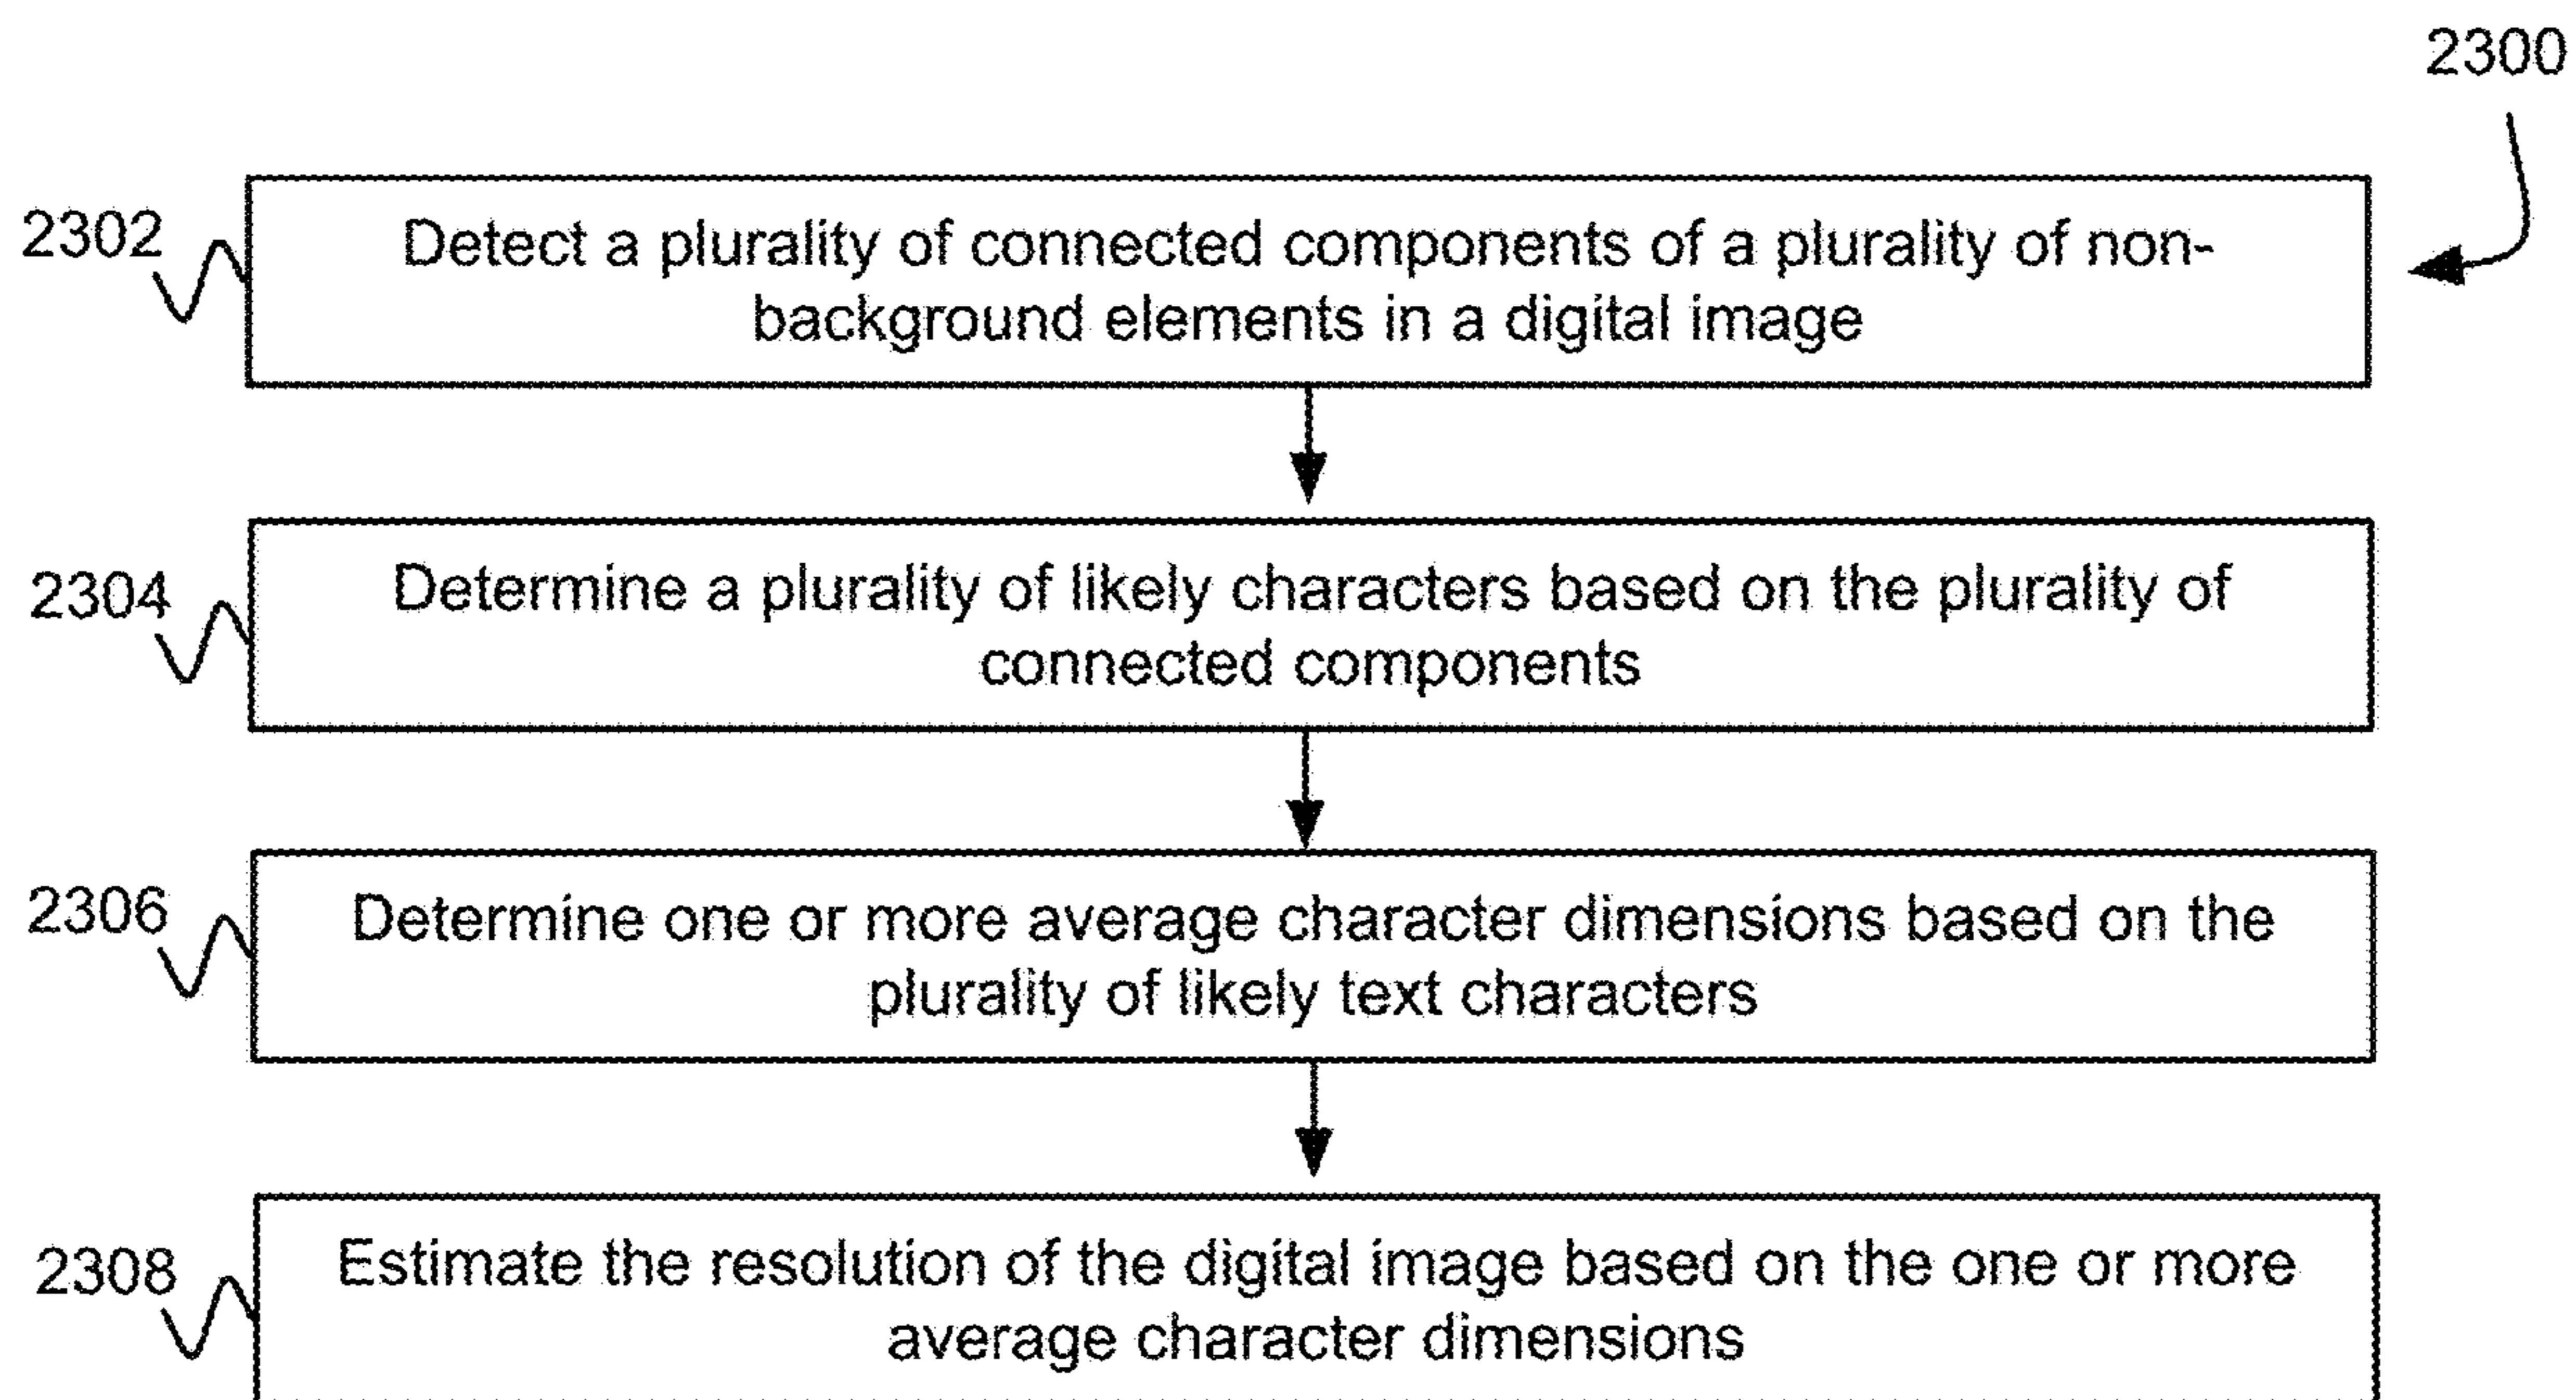 2300
2302
Detect a plurality of connected components of a plurality of non-
background elements in a digital image
2304
Determine a plurality of likely characters based on the plurality of
connected components
2306
Determine one or more average character dimensions based on the
plurality of likely text characters
2308
Estimate the resolution of the digital image based on the one or more
average character dimensions